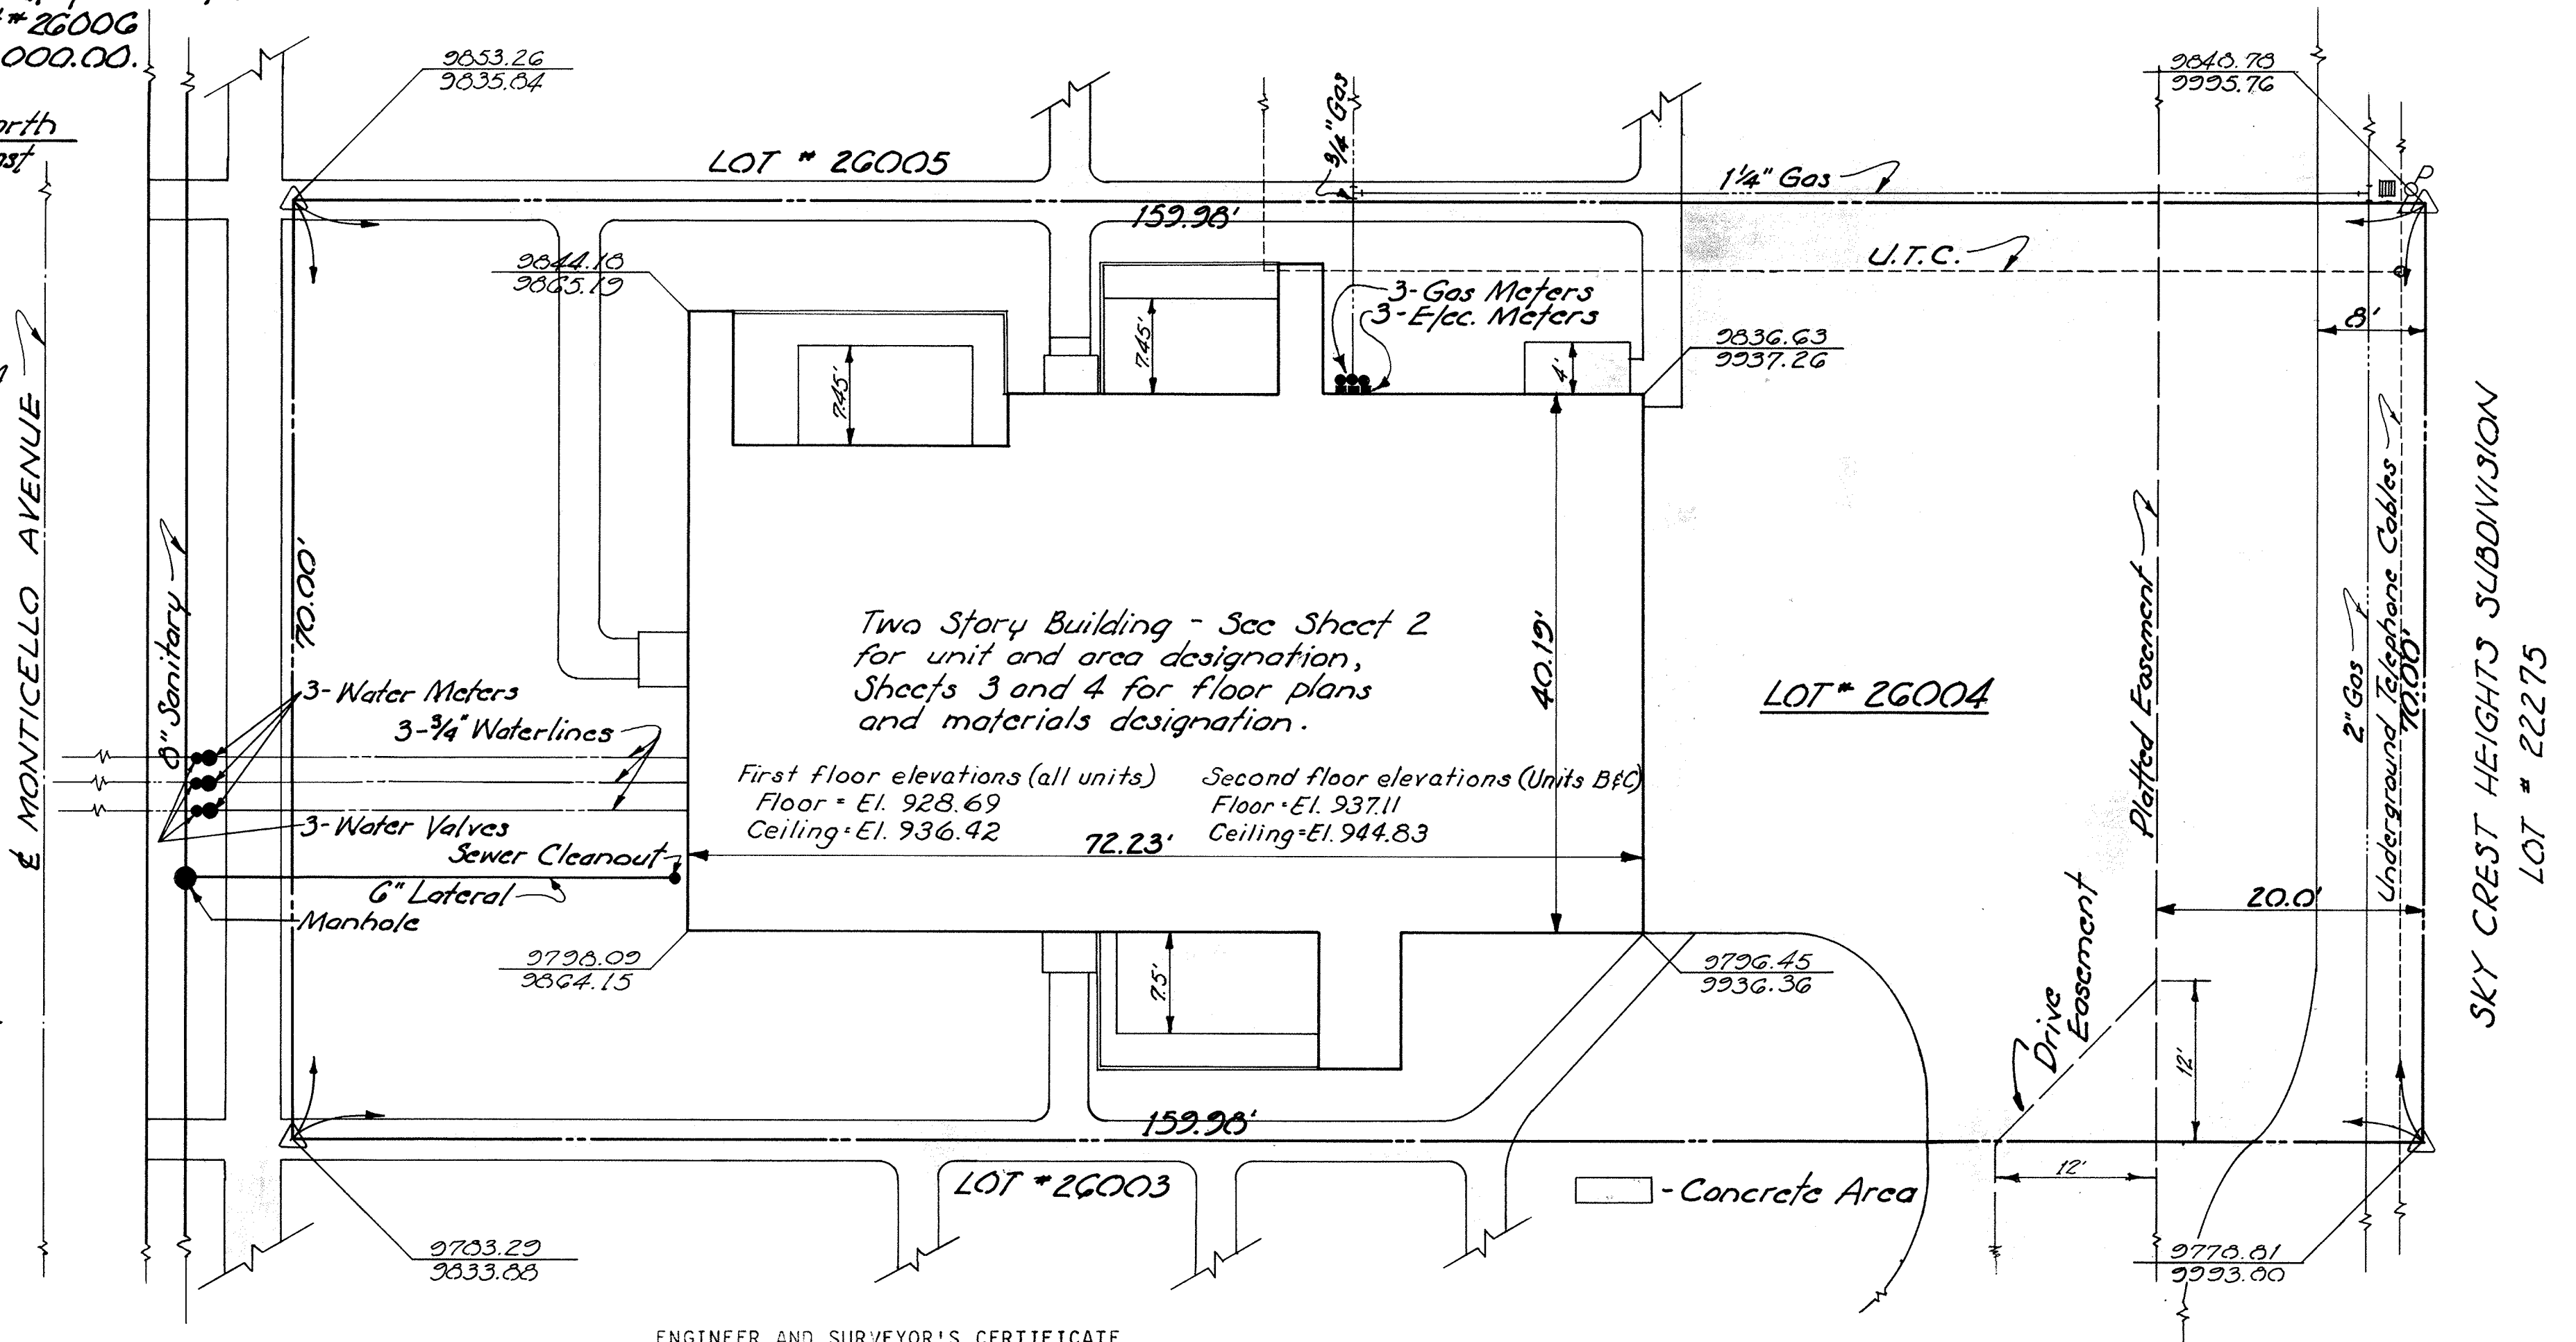 # 26006
000.00.
9853.26
9835.84
9848.78
9995.76
LOT # 26005
3/4" Gas
1 1/4" Gas
159.98'
U.T.C.
9844.18
9865.19
3-Gas Meters
3-Elec. Meters
7.45'
7.45'
4'
8'
9836.63
9937.26
℄ MONTICELLO AVENUE
8" Sanitary
70.00'
Two Story Building - See Sheet 2
for unit and area designation,
Sheets 3 and 4 for floor plans
and materials designation.
40.19'
LOT # 26004
Platted Easement
2" Gas
Underground Telephone Cables
70.00'
SKY CREST HEIGHTS SUBDIVISION
LOT # 22275
3-Water Meters
3-3/4" Waterlines
First floor elevations (all units)
Floor = El. 928.69
Ceiling = El. 936.42
Second floor elevations (Units B&C)
Floor = El. 937.11
Ceiling = El. 944.83
3-Water Valves
72.23'
Sewer Cleanout
6" Lateral
Manhole
20.0'
9798.09
9864.15
9796.45
9936.36
7.5'
Drive
Easement
12'
159.98'
12'
LOT # 26003
- Concrete Area
9783.29
9833.88
9778.81
9993.80
ENGINEER AND SURVEYOR'S CERTIFICATE